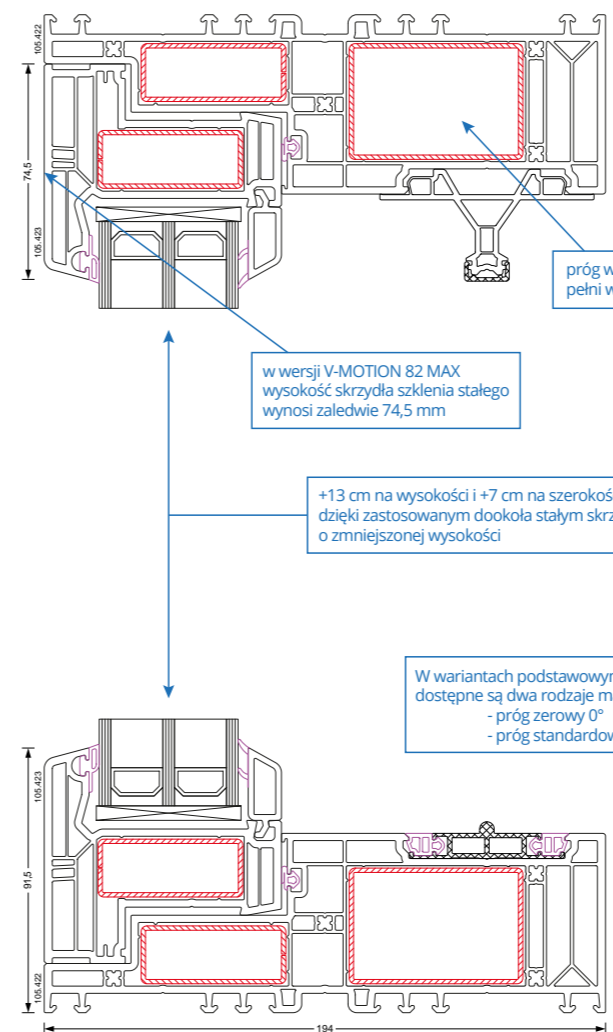 105.422
74,5
105.423
próg w
pełni w
w wersji V-MOTION 82 MAX
wysokość skrzydła szklenia stałego
wynosi zaledwie 74,5 mm
+13 cm na wysokości i +7 cm na szerokoś
dzięki zastosowanym dookoła stałym skrz
o zmniejszonej wysokości
W wariantach podstawowyn
dostępne są dwa rodzaje m
- próg zerowy 0°
- próg standardow
105.423
91,5
105.422
194